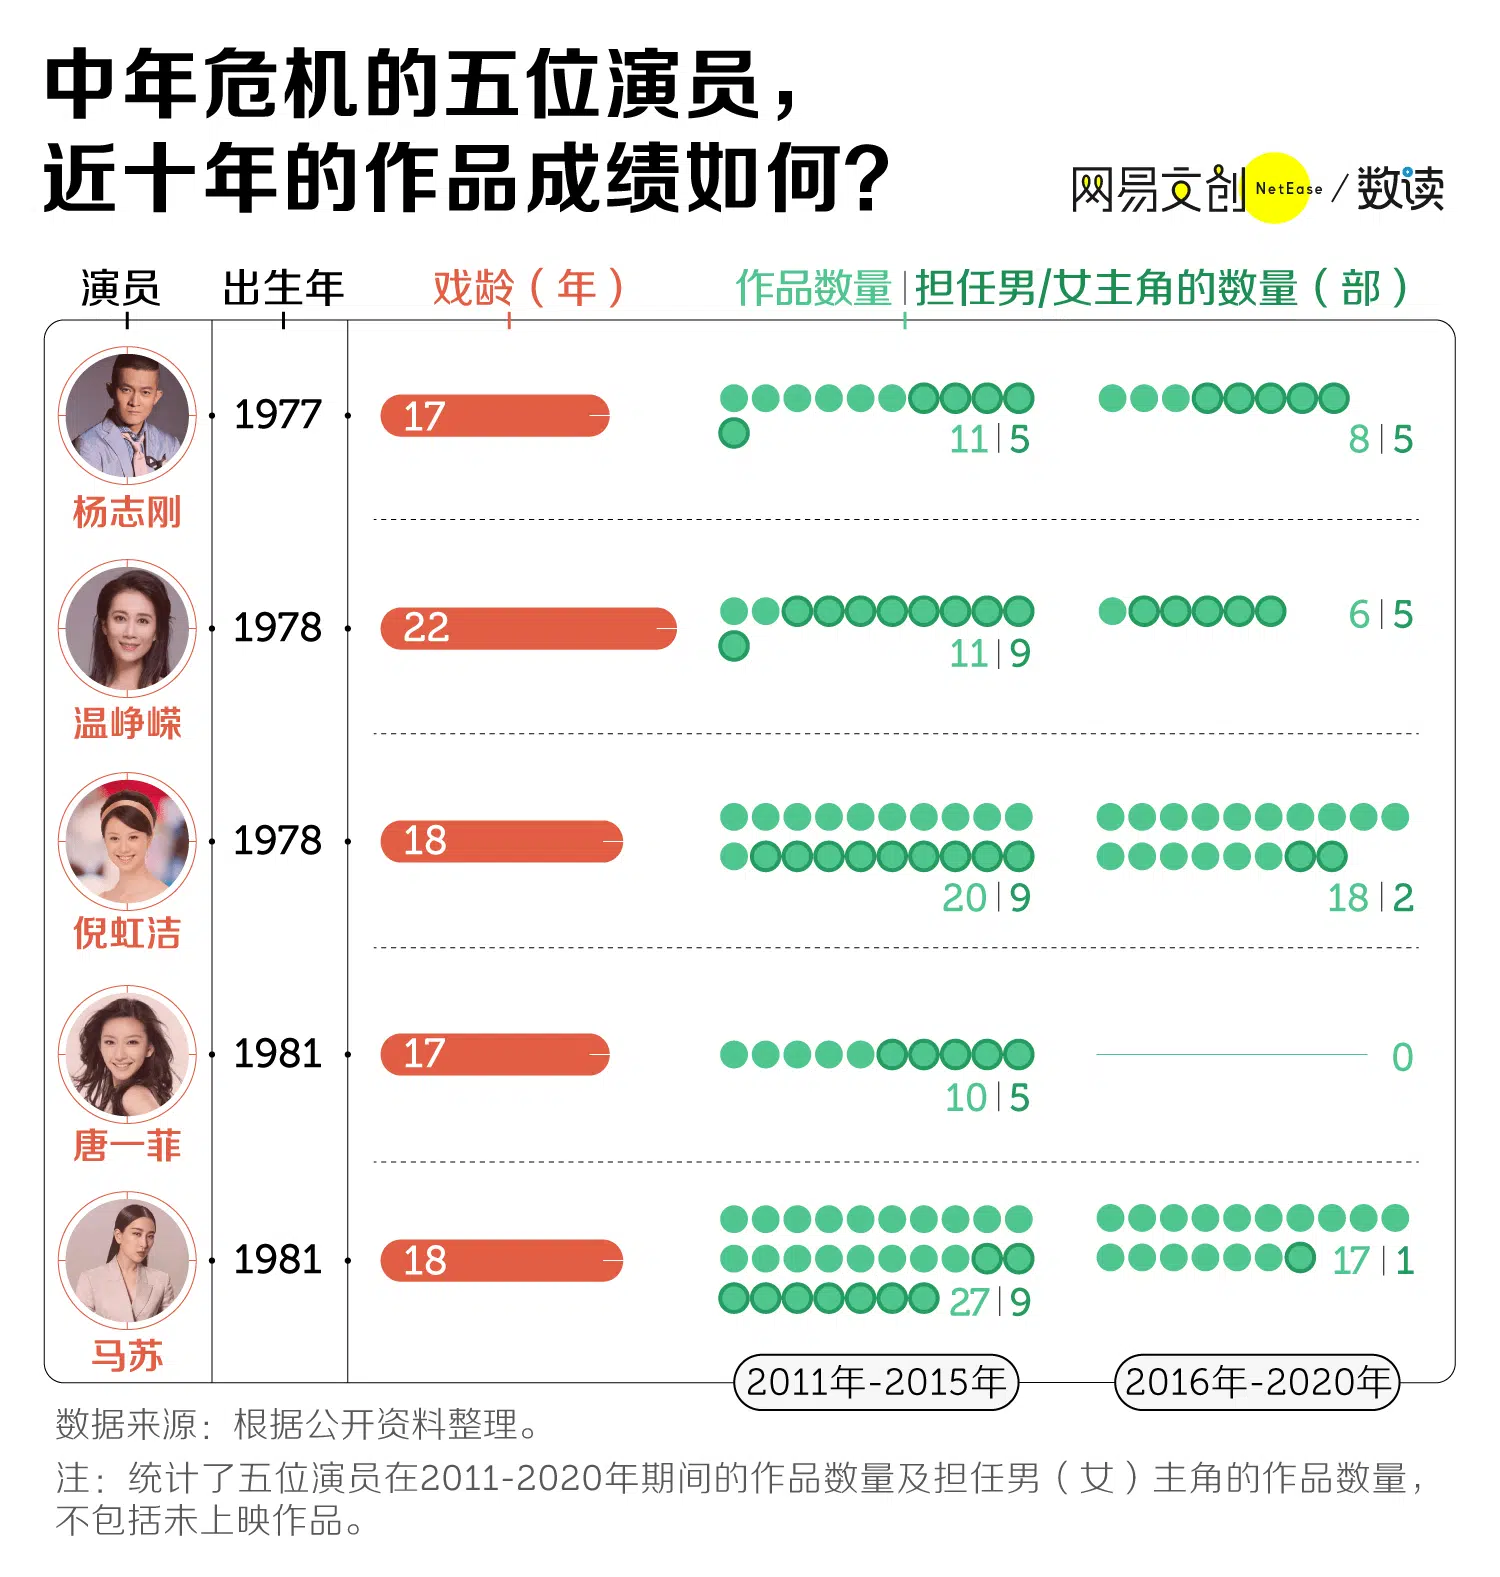 中年危机的五位演员，
近十年的作品成绩如何？
网易文创 NetEase / 数读
演员 出生年 戏龄（年） 作品数量|担任男/女主角的数量（部）
1977 17 11|5 8|5
杨志刚
1978 22 11|9 6|5
温峥嵘
1978 18 20|9 18|2
倪虹洁
1981 17 10|5 0
唐一菲
1981 18 27|9 17|1
马苏
2011年-2015年 2016年-2020年
数据来源：根据公开资料整理。
注：统计了五位演员在2011-2020年期间的作品数量及担任男（女）主角的作品数量，
不包括未上映作品。